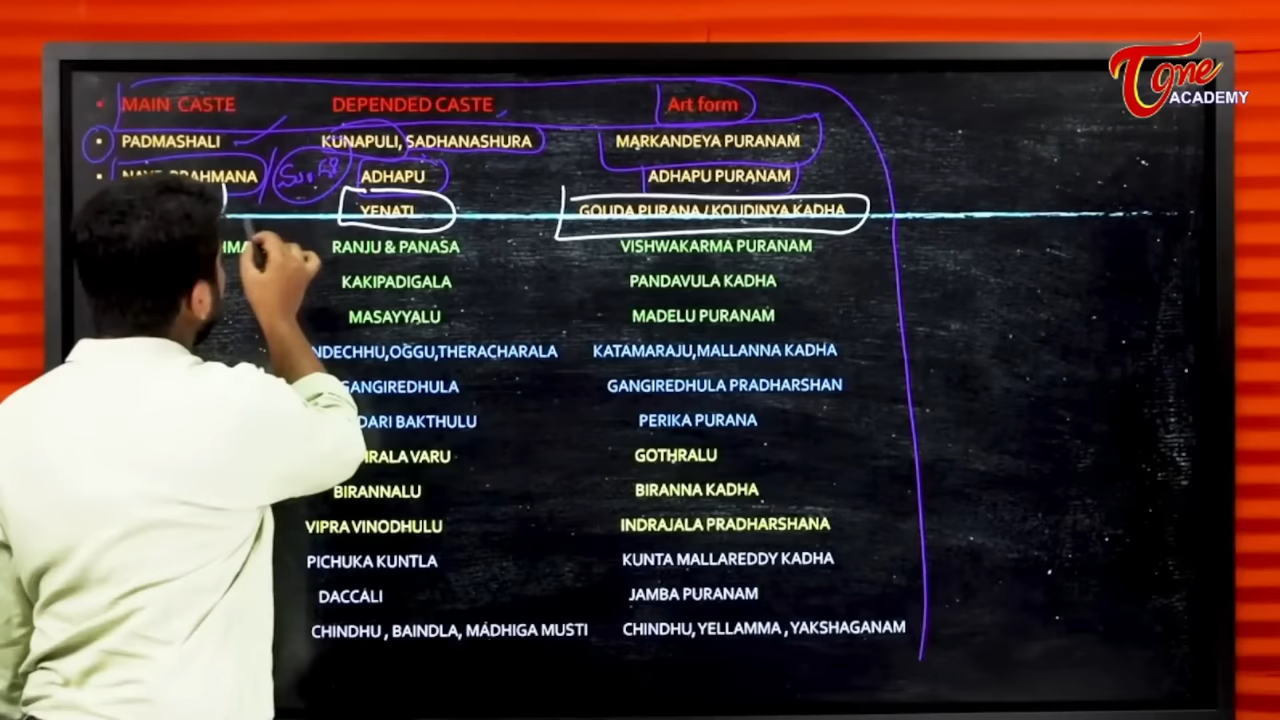 Tone
ACADEMY
MAIN CASTE DEPENDED CASTE Art form
PADMASHALI KUNAPULI, SADHANASHURA MARKANDEYA PURANAM
BRAHMANA ADHAPU ADHAPU PURANAM
YENATI GOUDA PURANA / KOUDINYA KADHA
RANJU & PANASA VISHWAKARMA PURANAM
KAKIPADIGALA PANDAVULA KADHA
MASAYYALU MADELU PURANAM
OGGU,THERACHARALA KATAMARAJU,MALLANNA KADHA
GANGIREDHULA GANGIREDHULA PRADHARSHAN
BAKTHULU PERIKA PURANA
VARU GOTHRALU
BIRANNALU BIRANNA KADHA
VIPRA VINODHULU INDRAJALA PRADHARSHANA
PICHUKA KUNTLA KUNTA MALLAREDDY KADHA
DACCALI JAMBA PURANAM
CHINDHU , BAINDLA, MADHIGA MUSTI CHINDHU,YELLAMMA , YAKSHAGANAM